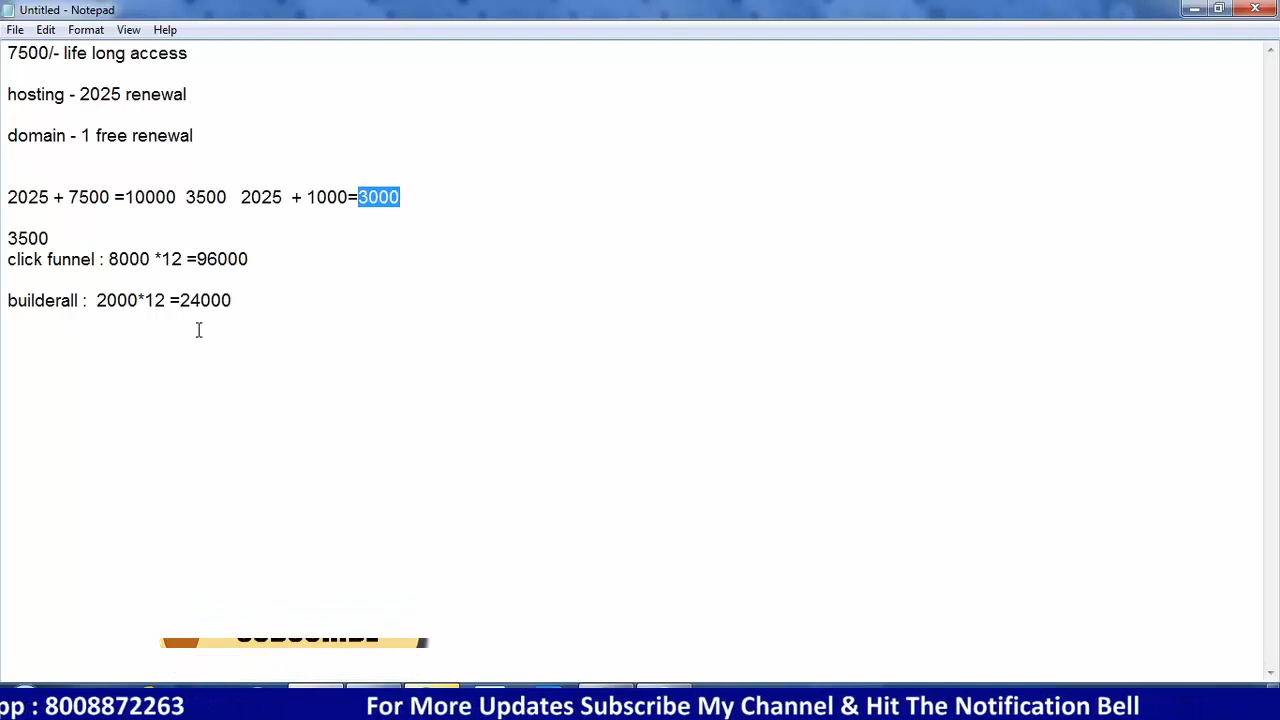 Untitled - Notepad
File Edit Format View Help
7500/- life long access
hosting - 2025 renewal
domain - 1 free renewal
2025 + 7500 =10000 3500 2025 + 1000=3000
3500
click funnel : 8000 *12 =96000
builderall : 2000*12 =24000
SUBSCRIBE
pp : 8008872263 For More Updates Subscribe My Channel & Hit The Notification Bell